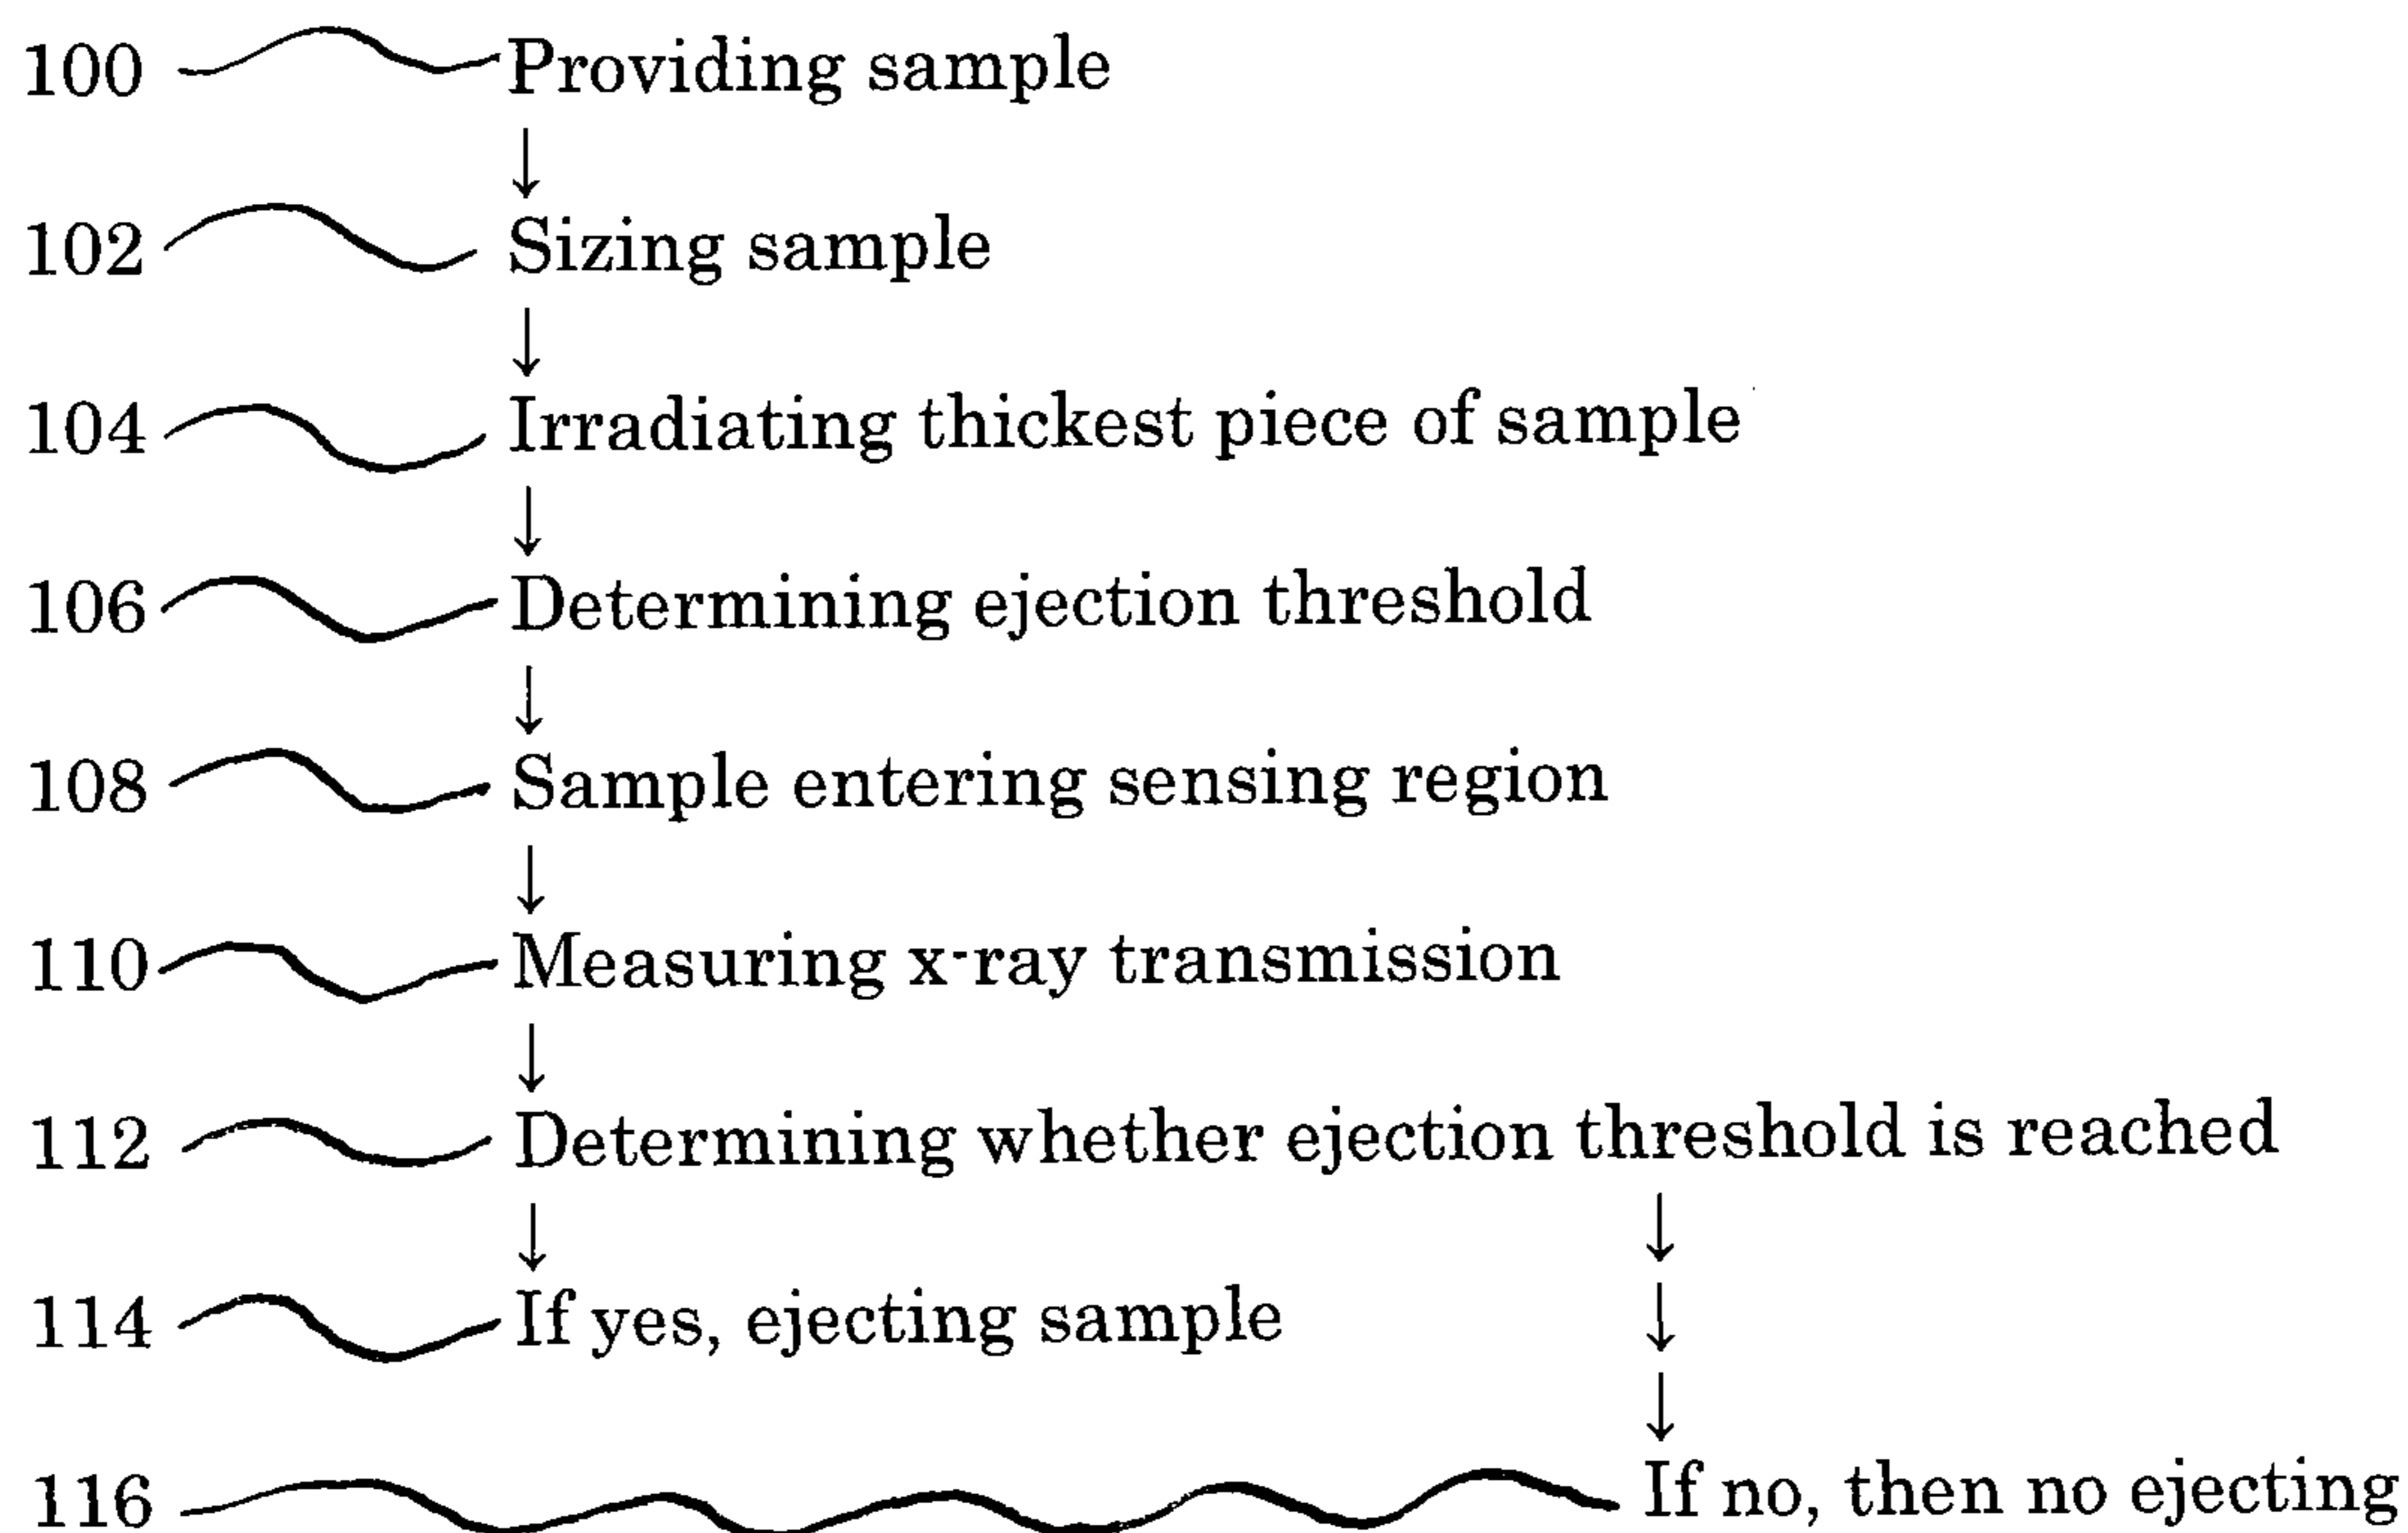 100 Providing sample
102 Sizing sample
104 Irradiating thickest piece of sample
106 Determining ejection threshold
108 Sample entering sensing region
110 Measuring x-ray transmission
112 Determining whether ejection threshold is reached
114 If yes, ejecting sample
116 If no, then no ejecting